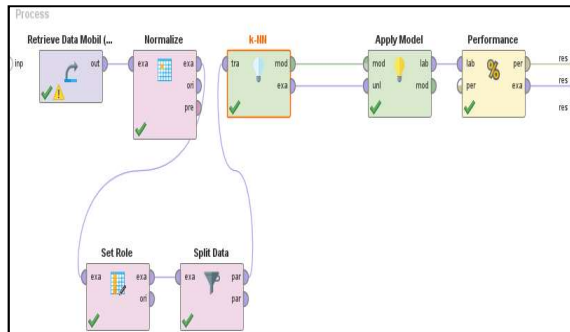 Process
Retrieve Data Mobil (...
Normalize
k-NN
Apply Model
Performance
inp
out
exa
exa
ori
pre
tra
mod
exa
mod
lab
unl
mod
lab
per
per
exa
res
res
res
Set Role
Split Data
exa
exa
ori
exa
par
par